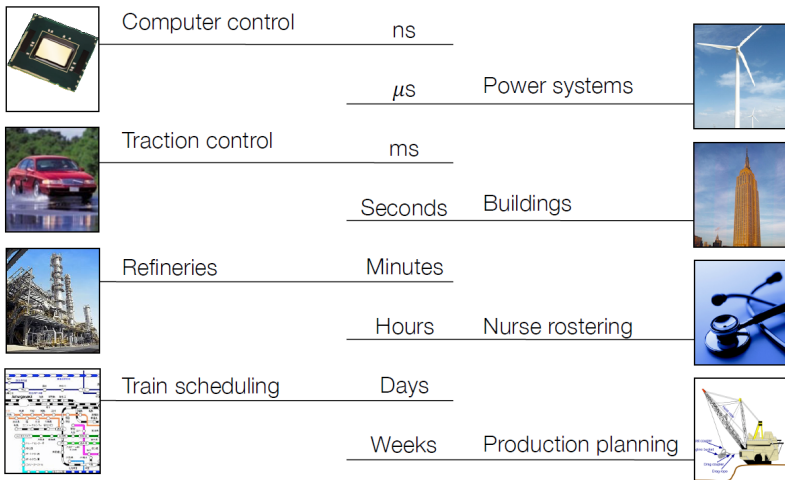 Computer control
ns
μs
Power systems
Traction control
ms
Seconds
Buildings
Refineries
Minutes
Hours
Nurse rostering
Train scheduling
Days
Weeks
Production planning